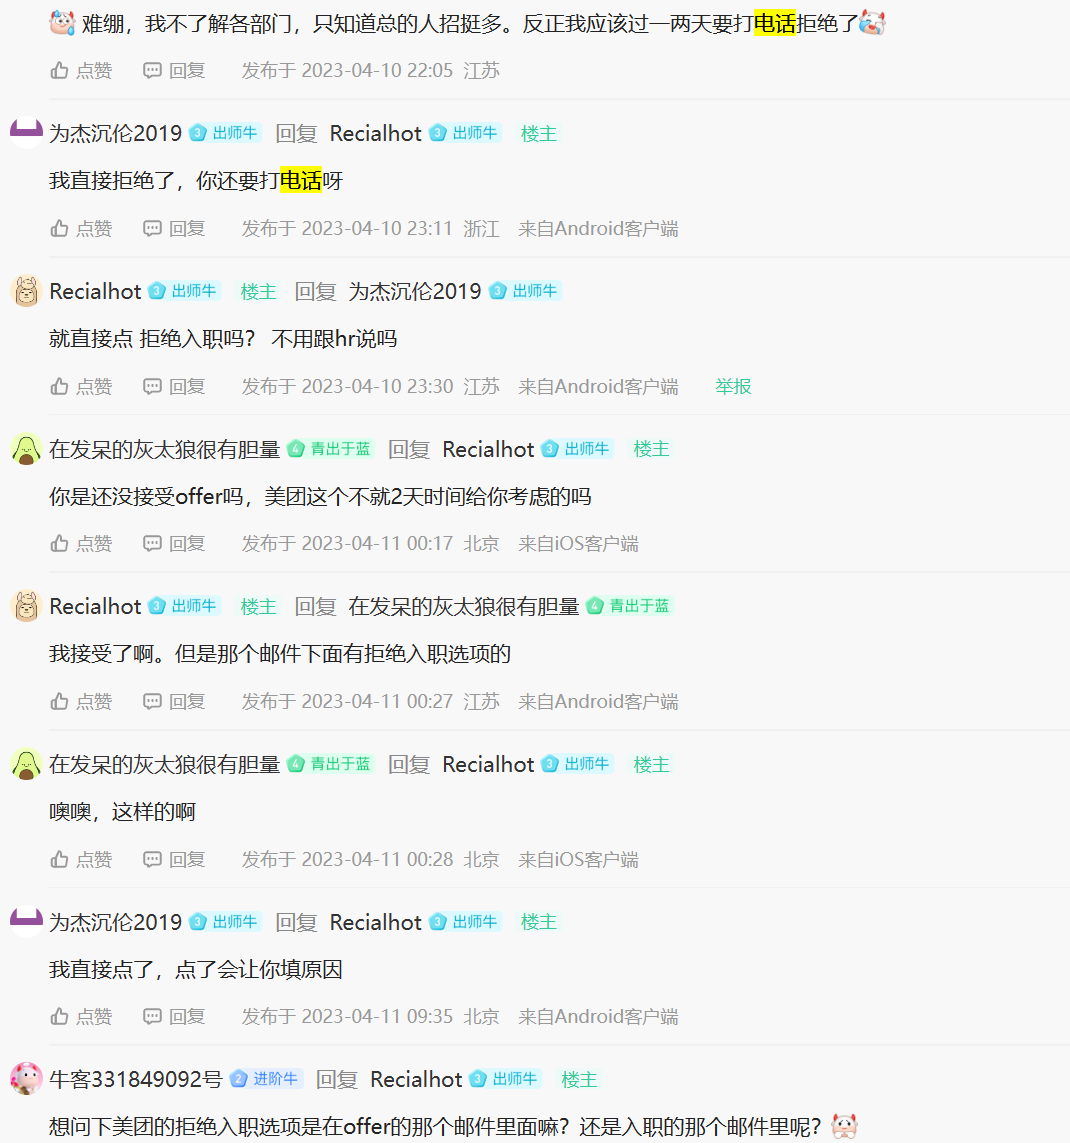 难绷，我不了解各部门，只知道总的人招挺多。反正我应该过一两天要打电话拒绝了
点赞 回复 发布于 2023-04-10 22:05 江苏
为杰沉伦2019 3 出师牛 回复 Recialhot 3 出师牛 楼主
我直接拒绝了，你还要打电话呀
点赞 回复 发布于 2023-04-10 23:11 浙江 来自Android客户端
Recialhot 3 出师牛 楼主 回复 为杰沉伦2019 3 出师牛
就直接点 拒绝入职吗？ 不用跟hr说吗
点赞 回复 发布于 2023-04-10 23:30 江苏 来自Android客户端 举报
在发呆的灰太狼很有胆量 4 青出于蓝 回复 Recialhot 3 出师牛 楼主
你是还没接受offer吗，美团这个不就2天时间给你考虑的吗
点赞 回复 发布于 2023-04-11 00:17 北京 来自iOS客户端
Recialhot 3 出师牛 楼主 回复 在发呆的灰太狼很有胆量 4 青出于蓝
我接受了啊。但是那个邮件下面有拒绝入职选项的
点赞 回复 发布于 2023-04-11 00:27 江苏 来自Android客户端
在发呆的灰太狼很有胆量 4 青出于蓝 回复 Recialhot 3 出师牛 楼主
噢噢，这样的啊
点赞 回复 发布于 2023-04-11 00:28 北京 来自iOS客户端
为杰沉伦2019 3 出师牛 回复 Recialhot 3 出师牛 楼主
我直接点了，点了会让你填原因
点赞 回复 发布于 2023-04-11 09:35 北京 来自Android客户端
牛客331849092号 2 进阶牛 回复 Recialhot 3 出师牛 楼主
想问下美团的拒绝入职选项是在offer的那个邮件里面嘛？还是入职的那个邮件里呢？